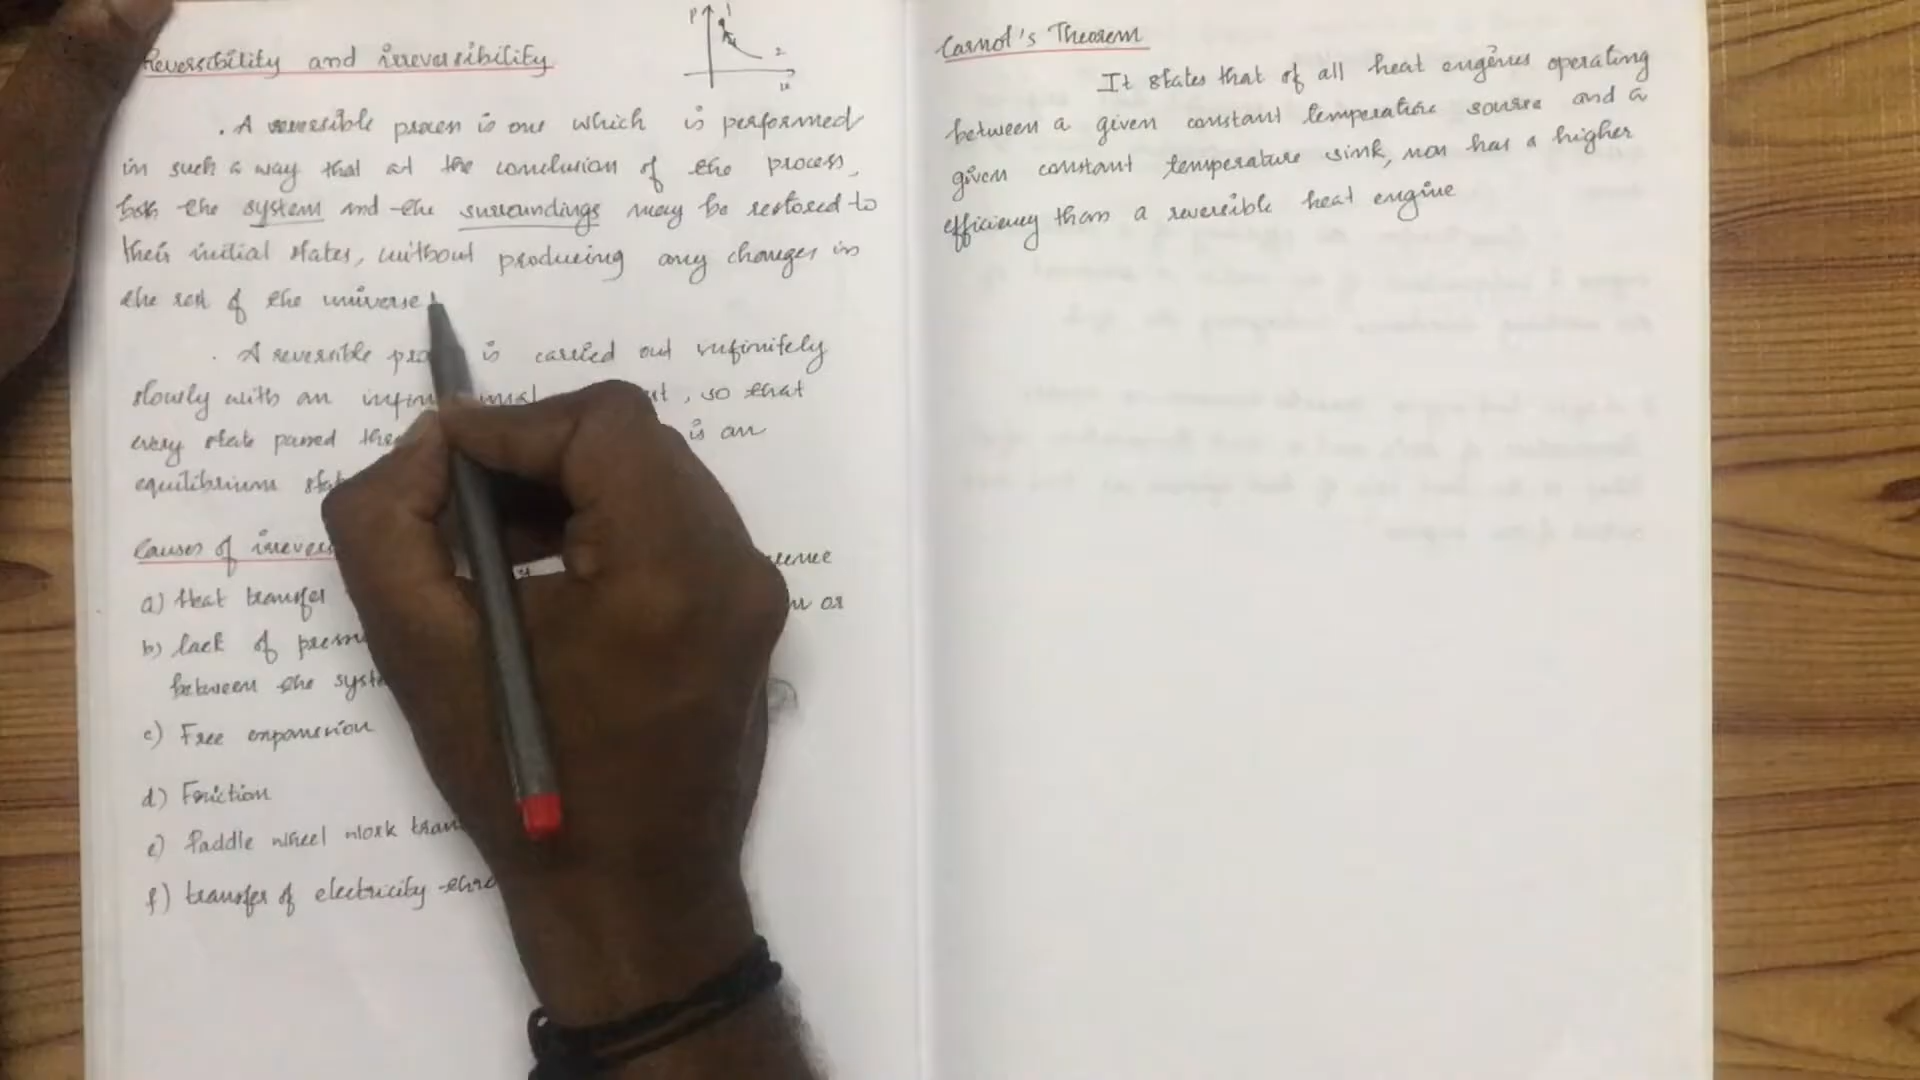 Reversibility and irreversibility
P
1
2
. A reversible process is one which is performed
in such a way that at the conclusion of the process,
both the system and the surroundings may be restored to
their initial states, without producing any changes in
the rest of the universe
. A reversible is carried out infinitely
slowly with an so that
every state passed is an
equilibrium
Causes of
a) Heat transfer
b) lack of
or
between the
c) Free expansion
d) Friction
e) Paddle wheel work
f) transfer of electricity
Carnot's Theorem
It states that of all heat engines operating
between a given constant temperature source and a
given constant temperature sink, non has a higher
efficiency than a reversible heat engine